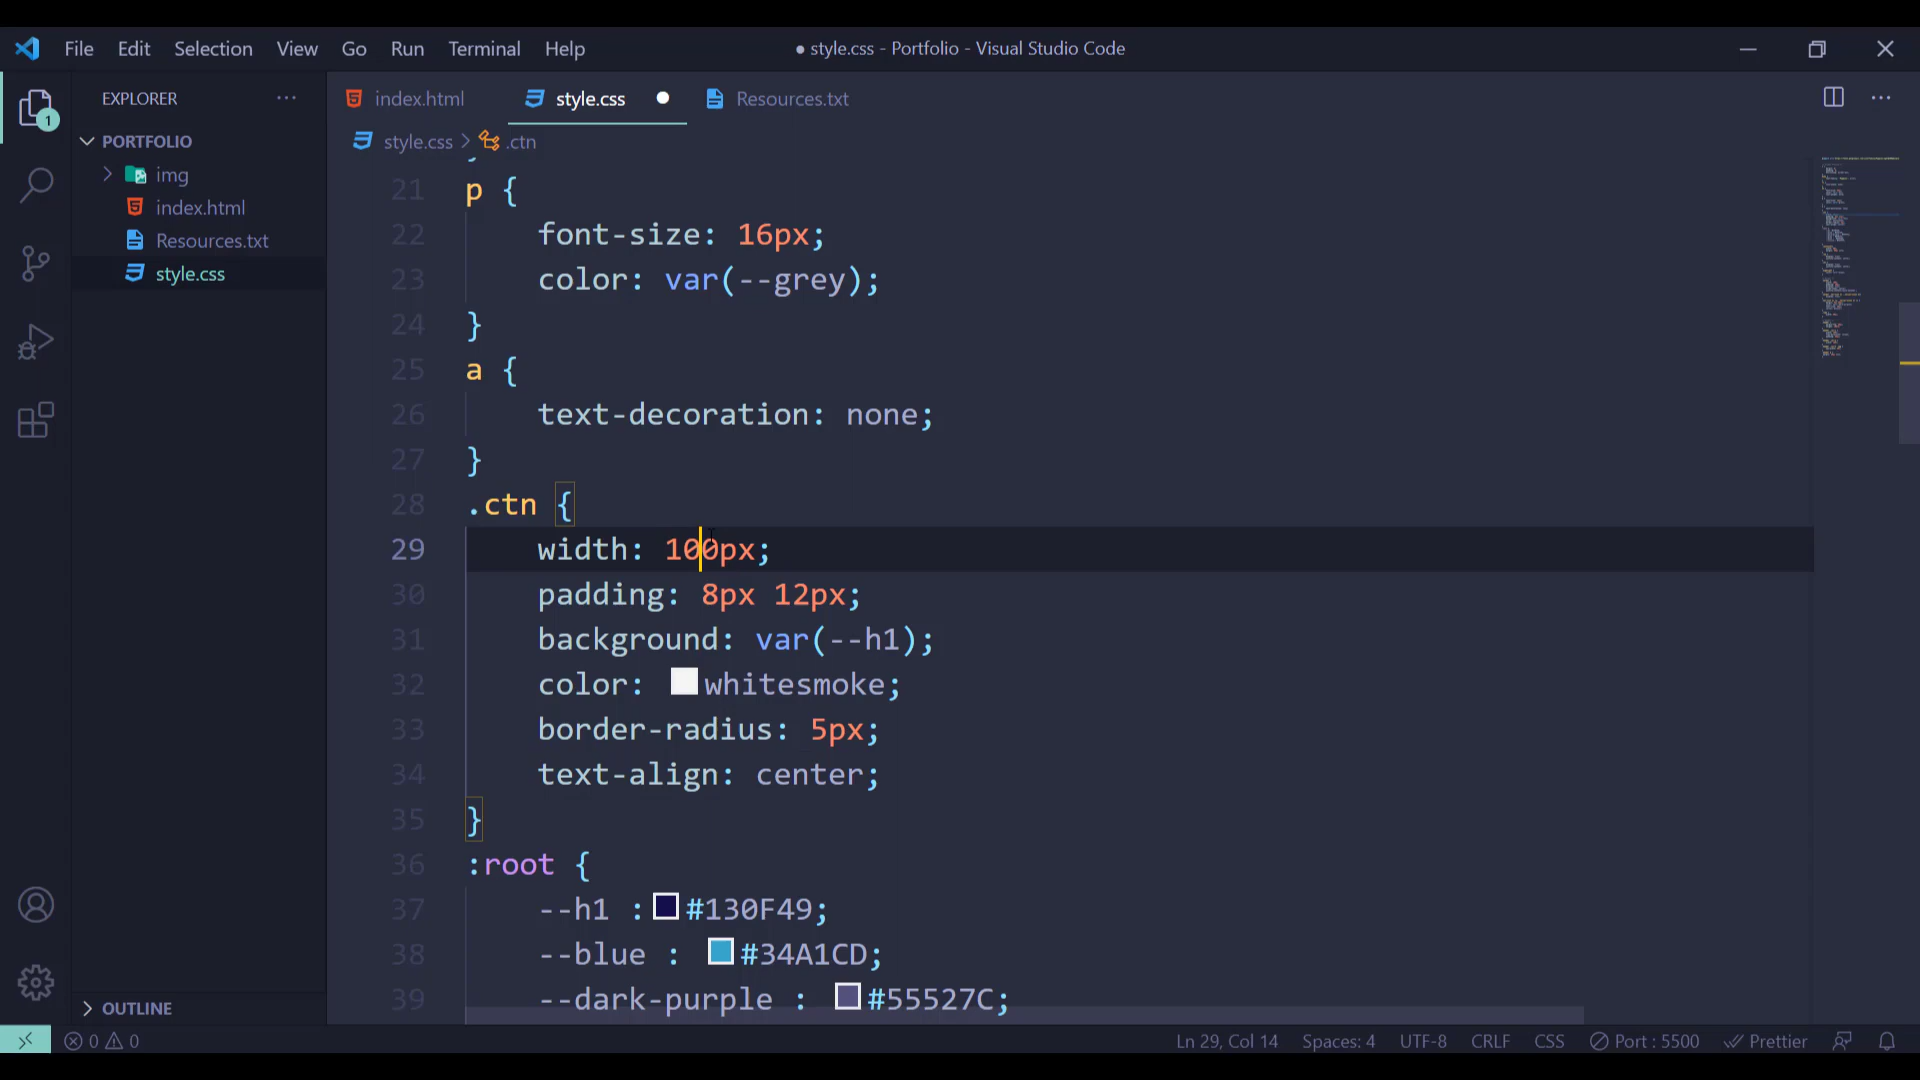 File Edit Selection View Go Run Terminal Help
● style.css - Portfolio - Visual Studio Code
EXPLORER
index.html
style.css
Resources.txt
1
PORTFOLIO
style.css > .ctn
img
index.html
Resources.txt
style.css
21 p {
22 font-size: 16px;
23 color: var(--grey);
24 }
25 a {
26 text-decoration: none;
27 }
28 .ctn {
29 width: 100px;
30 padding: 8px 12px;
31 background: var(--h1);
32 color: whitesmoke;
33 border-radius: 5px;
34 text-align: center;
35 }
36 :root {
37 --h1 :#130F49;
38 --blue : #34A1CD;
39 --dark-purple : #55527C;
OUTLINE
0 0
Ln 29, Col 14 Spaces: 4 UTF-8 CRLF CSS Port : 5500 Prettier